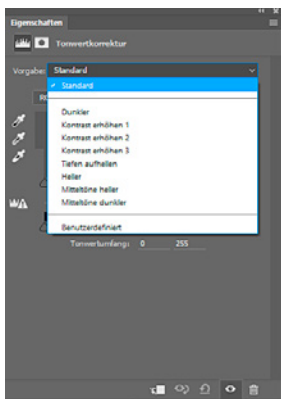 Eigenschaften
Tonwertkorrektur
Vorgabe: Standard
Standard
Dunkler
Kontrast erhöhen 1
Kontrast erhöhen 2
Kontrast erhöhen 3
Tiefen aufhellen
Heller
Mitteltöne heller
Mitteltöne dunkler
Benutzerdefiniert
Tonwertumfang: 0 255